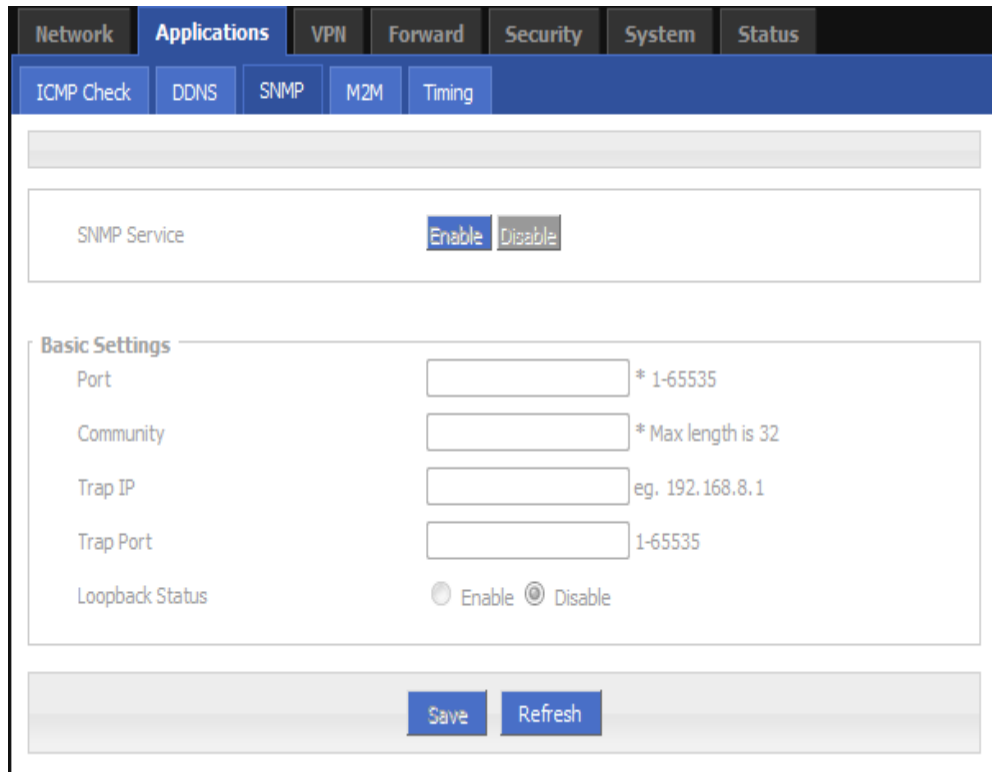 Network Applications VPN Forward Security System Status
ICMP Check DDNS SNMP M2M Timing
SNMP Service Enable Disable
Basic Settings
Port * 1-65535
Community * Max length is 32
Trap IP eg. 192.168.8.1
Trap Port 1-65535
Loopback Status Enable Disable
Save Refresh